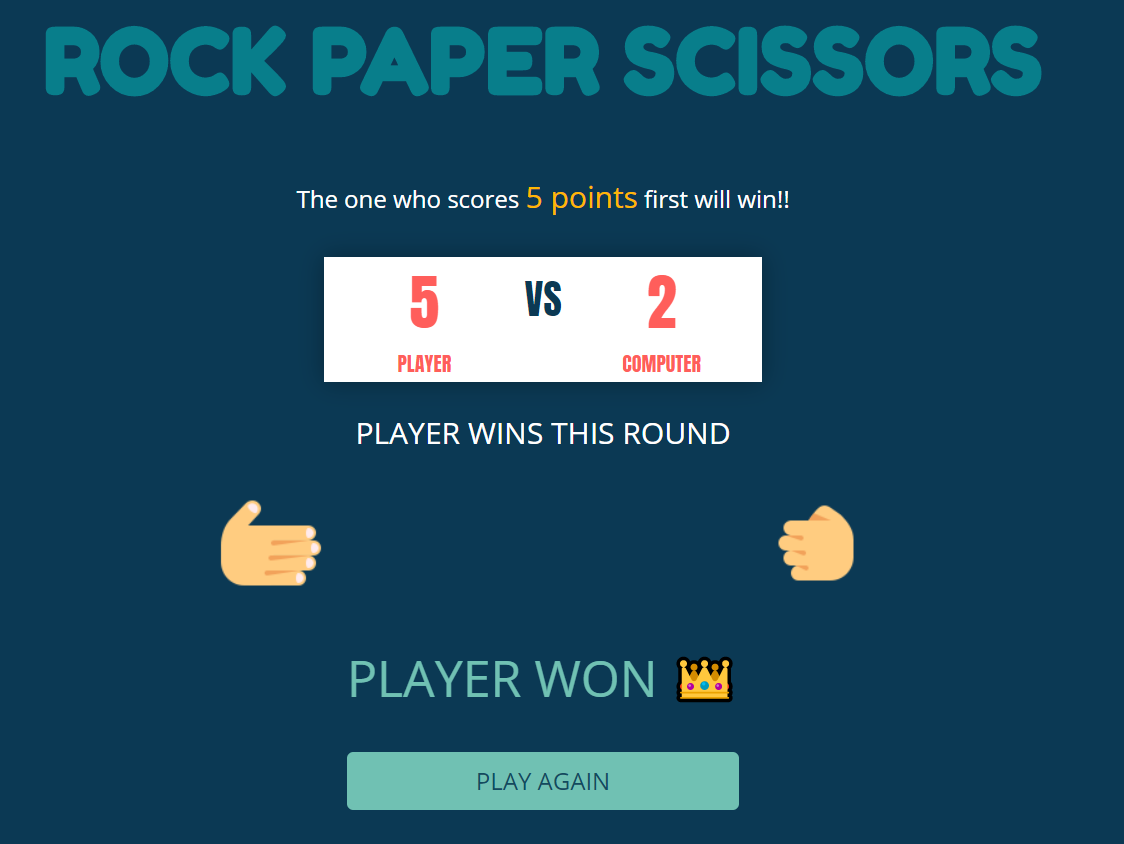 ROCK PAPER SCISSORS
The one who scores 5 points first will win!!
5 VS 2
PLAYER COMPUTER
PLAYER WINS THIS ROUND
PLAYER WON
PLAY AGAIN